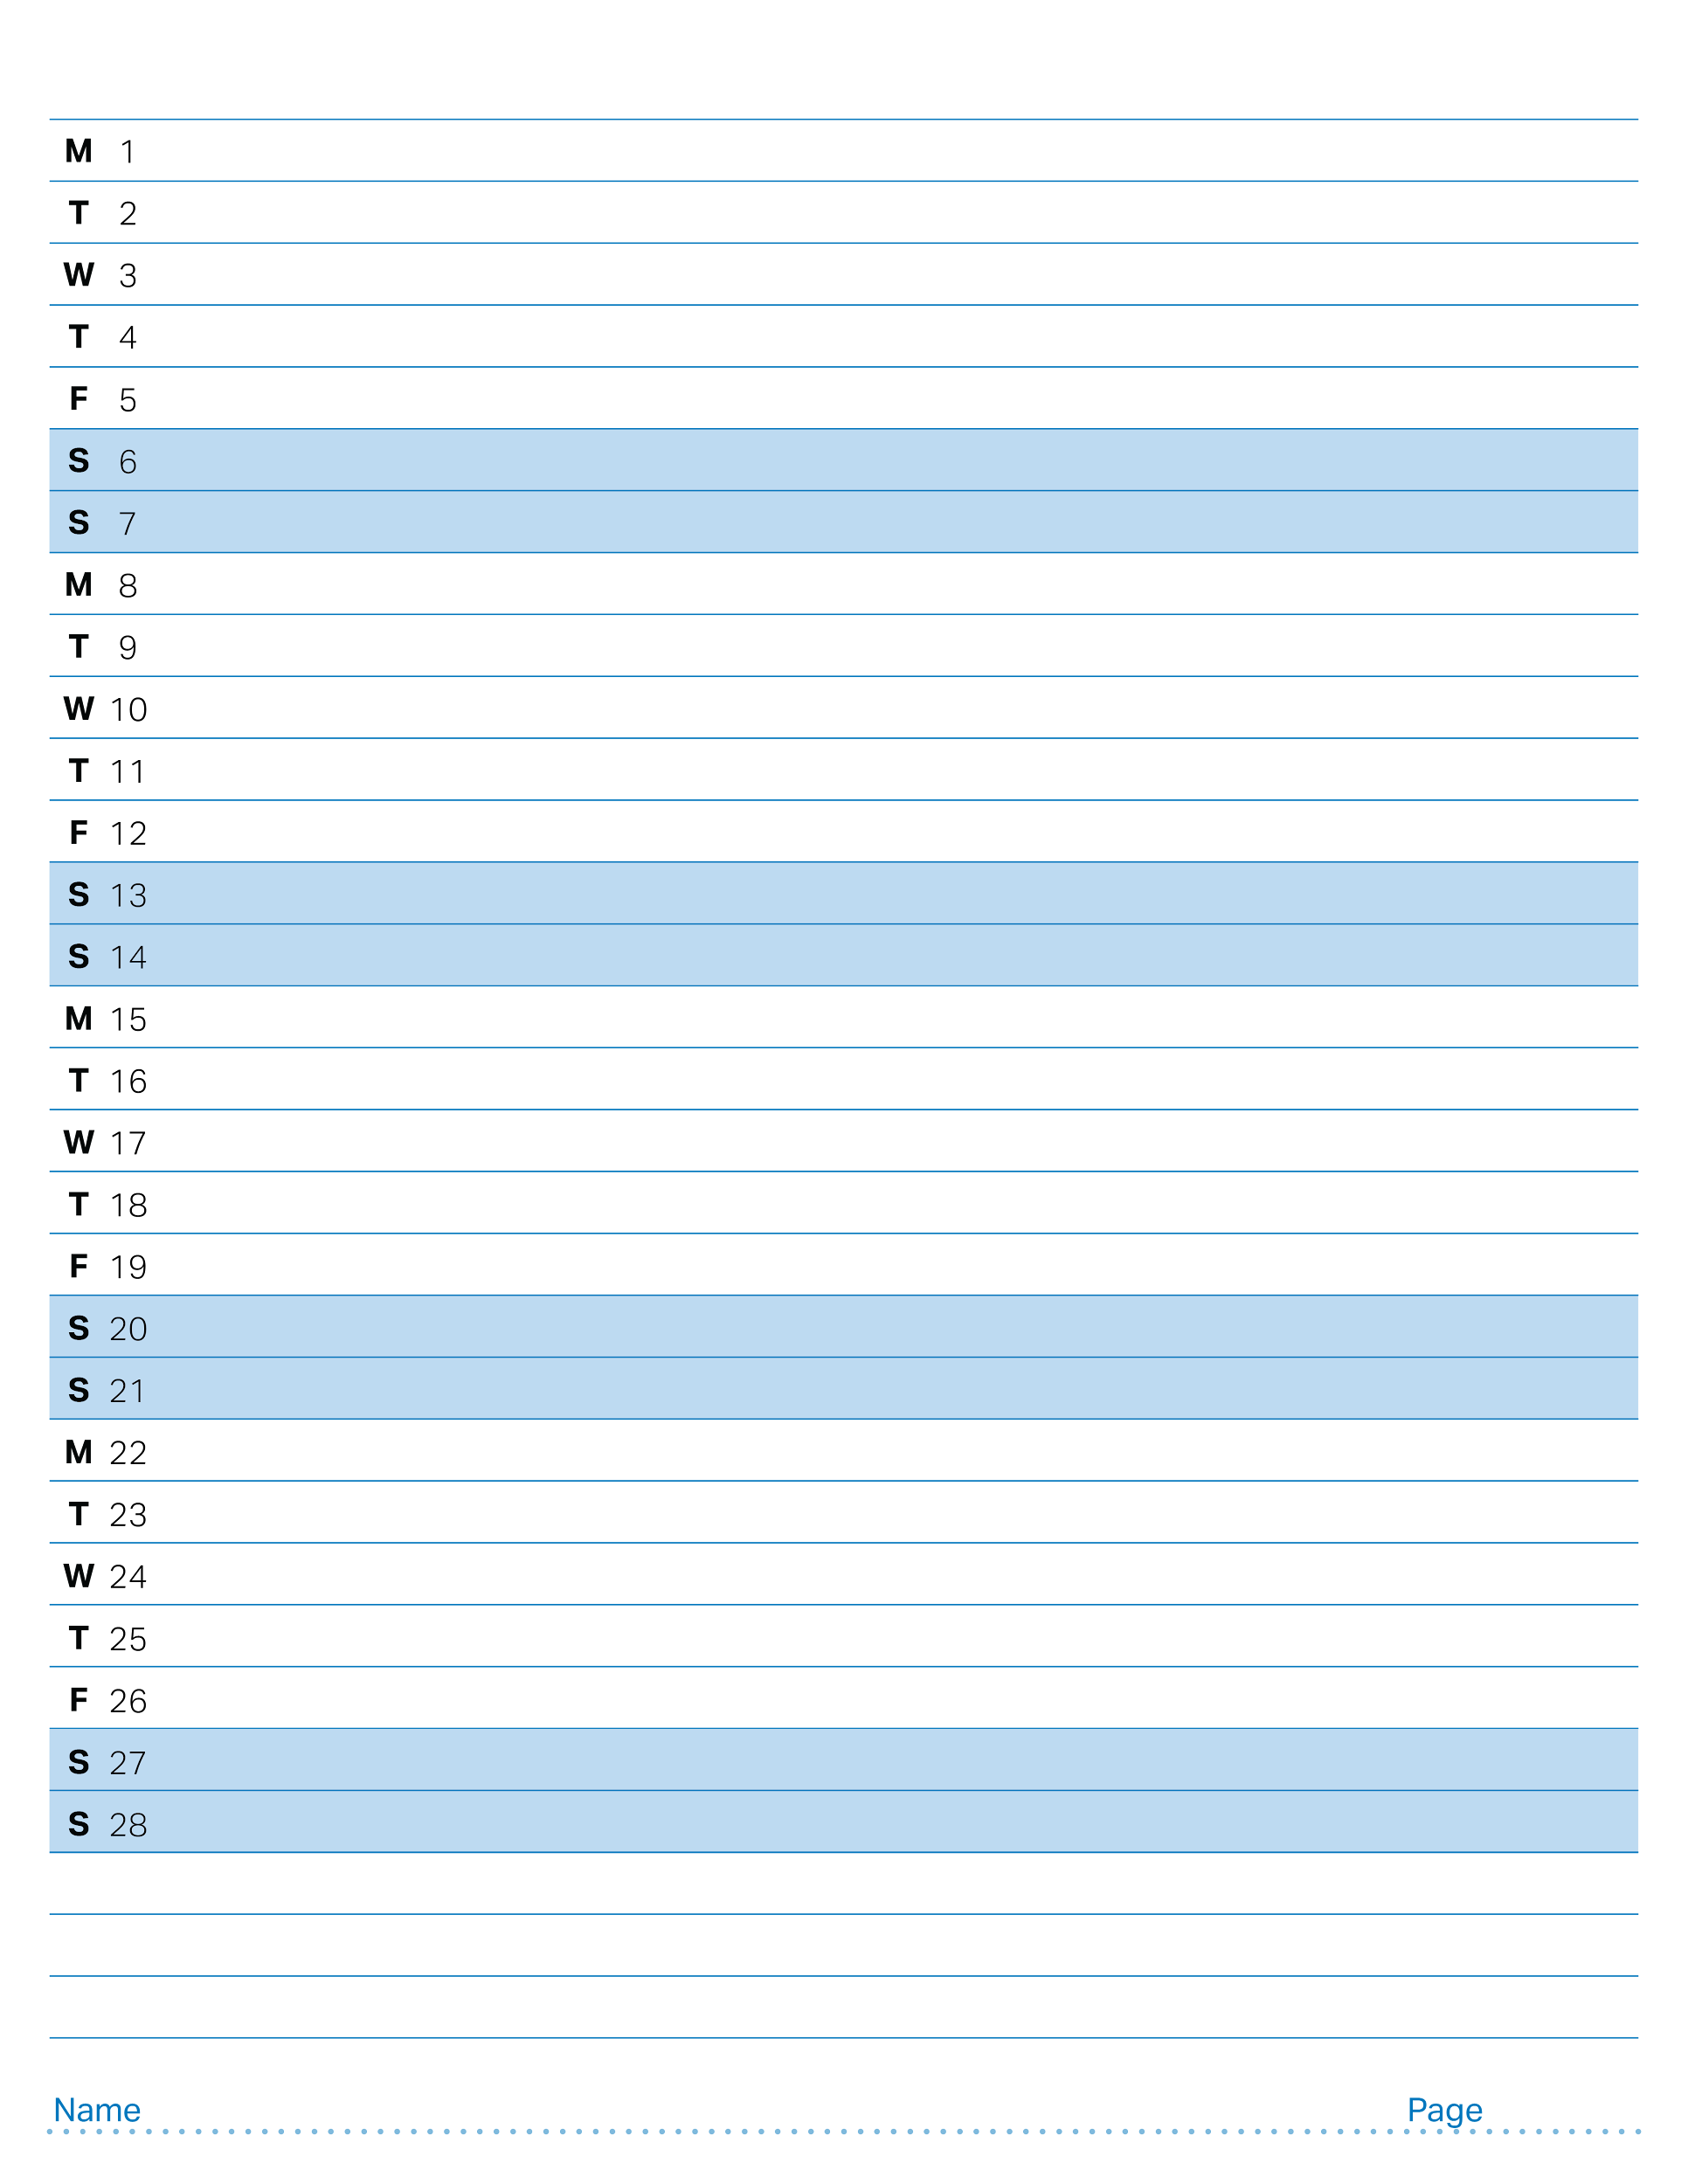 M 1
T 2
W 3
T 4
F 5
S 6
S 7
M 8
T 9
W 10
T 11
F 12
S 13
S 14
M 15
T 16
W 17
T 18
F 19
S 20
S 21
M 22
T 23
W 24
T 25
F 26
S 27
S 28
Name Page